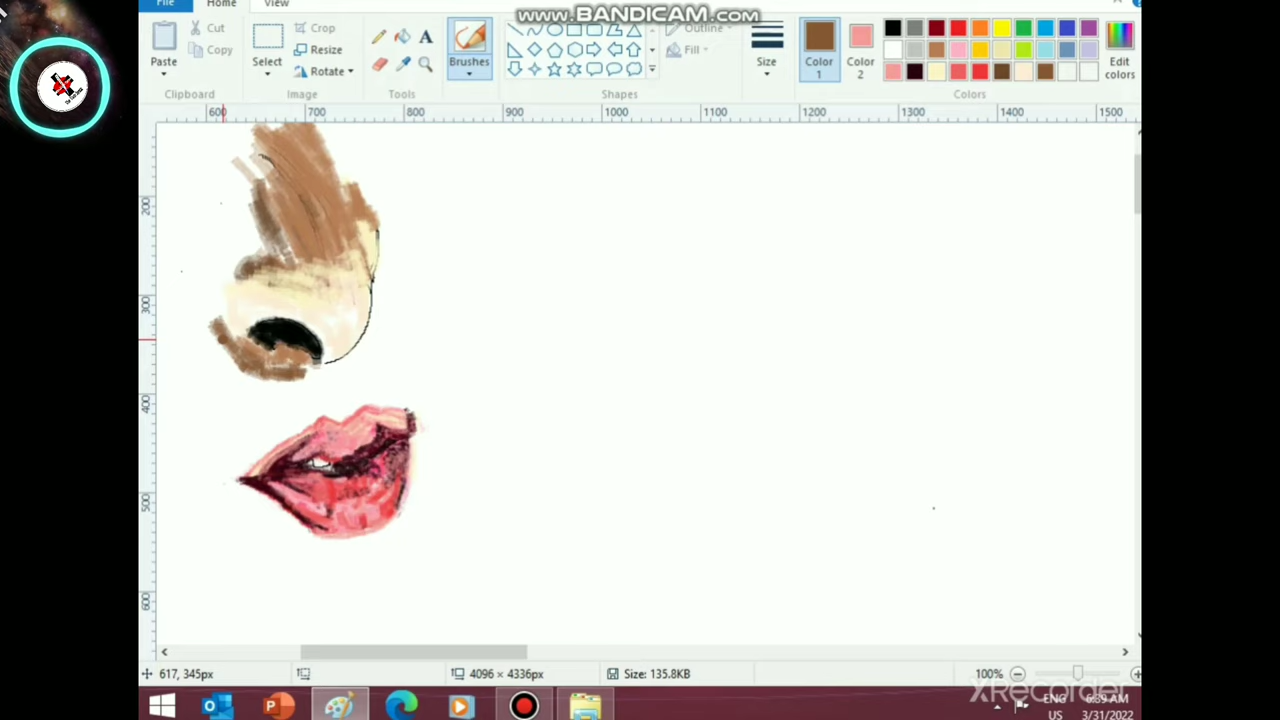 www.BANDICAM.com
File
Home
View
Paste
Cut
Copy
Clipboard
Select
Crop
Resize
Rotate
Image
A
Tools
Brushes
Outline
Fill
Shapes
Size
Color 1
Color 2
Edit colors
Colors
600 700 800 900 1000 1100 1200 1300 1400 1500
200
300
400
500
600
617, 345px
4096 × 4336px
Size: 135.8KB
100%
XRecorder
ENG US
6:39 AM
3/31/2022